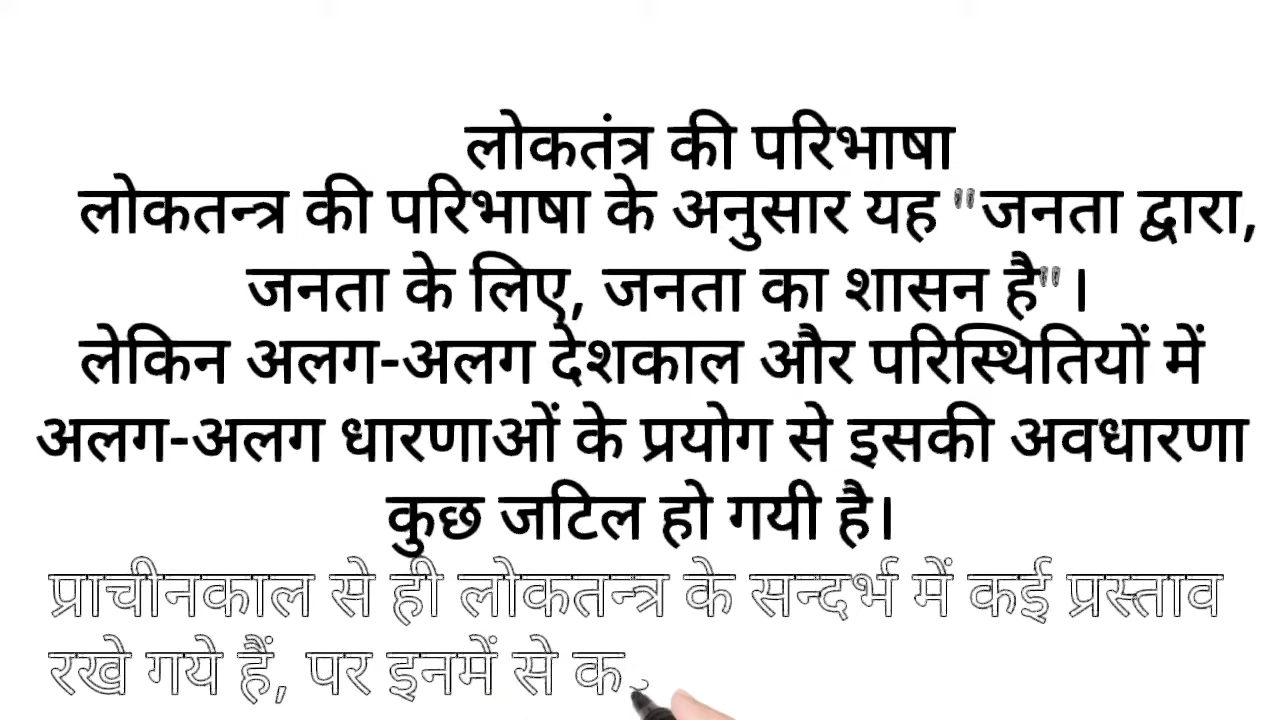 लोकतंत्र की परिभाषा
लोकतन्त्र की परिभाषा के अनुसार यह "जनता द्वारा,
जनता के लिए, जनता का शासन है"।
लेकिन अलग-अलग देशकाल और परिस्थितियों में
अलग-अलग धारणाओं के प्रयोग से इसकी अवधारणा
कुछ जटिल हो गयी है।
प्राचीनकाल से ही लोकतन्त्र के सन्दर्भ में कई प्रस्ताव
रखे गये हैं, पर इनमें से